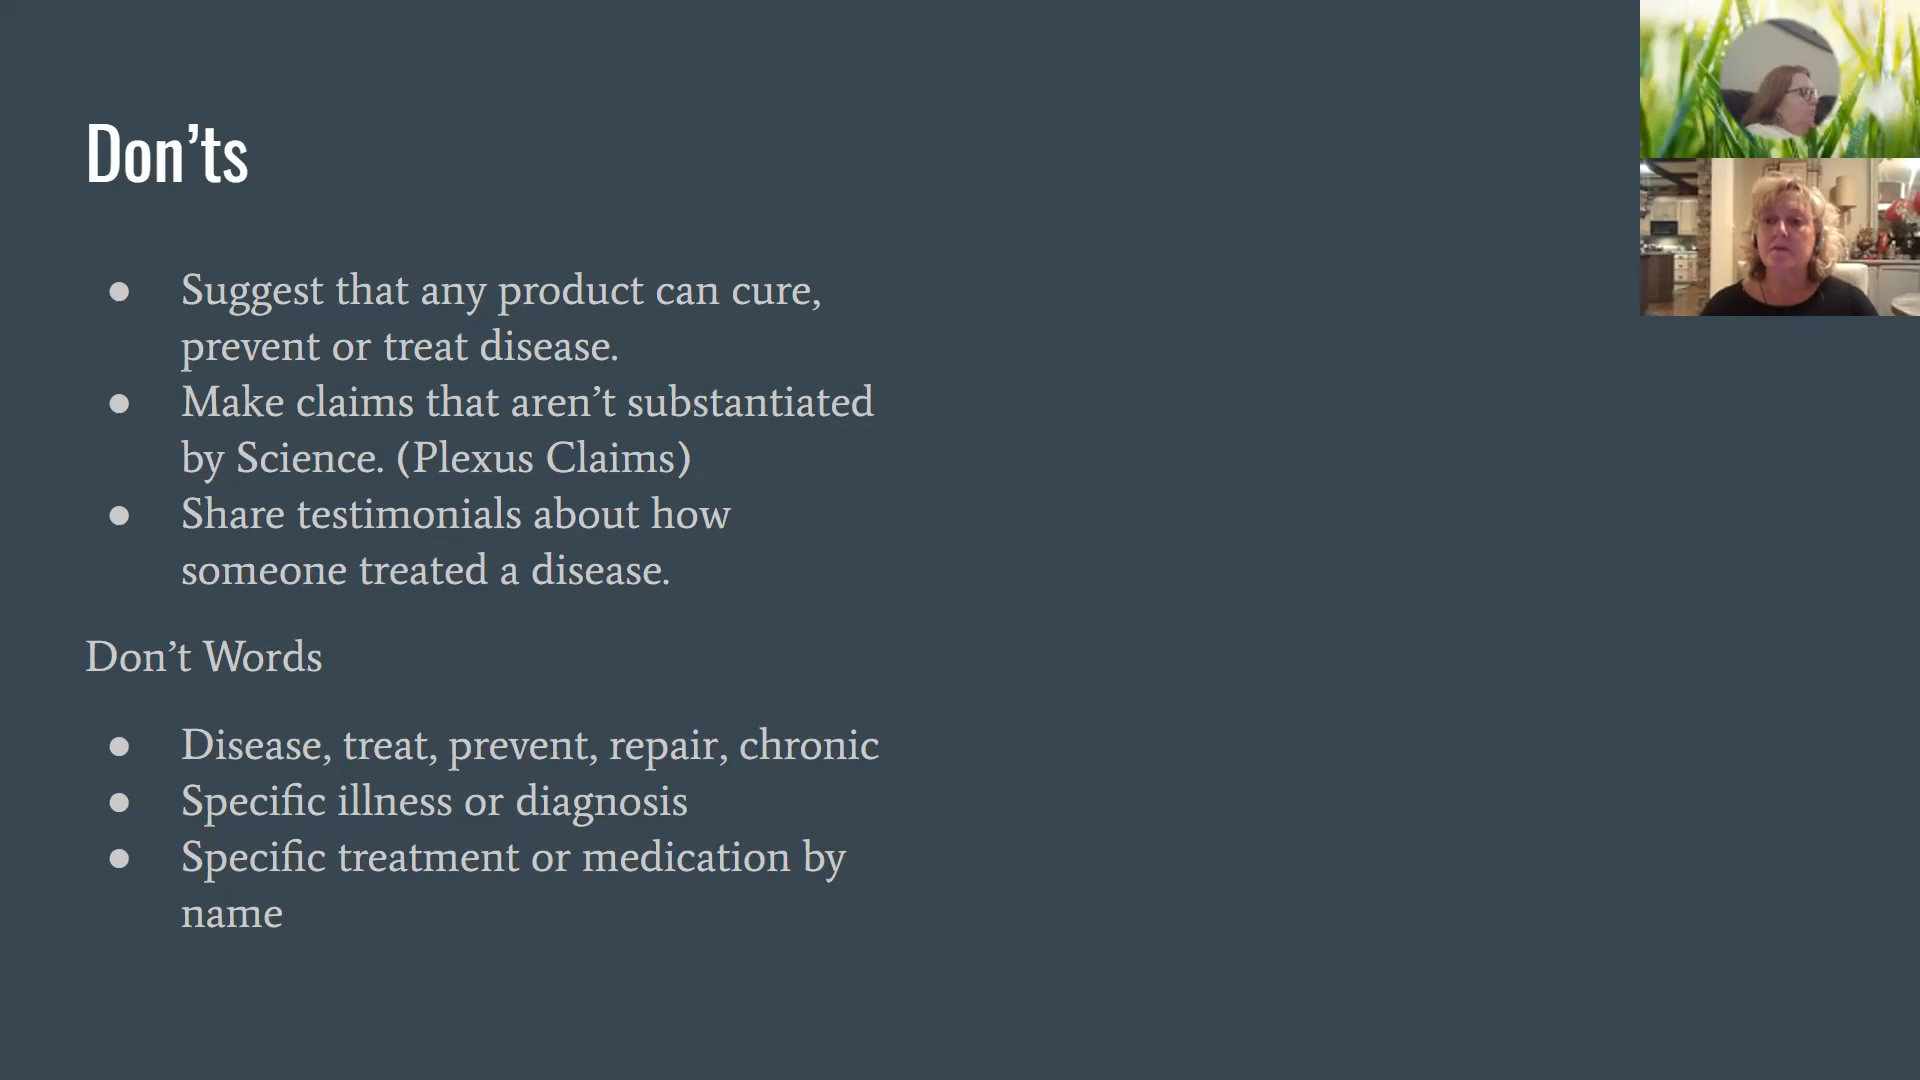 Don’ts
● Suggest that any product can cure,
prevent or treat disease.
● Make claims that aren’t substantiated
by Science. (Plexus Claims)
● Share testimonials about how
someone treated a disease.
Don’t Words
● Disease, treat, prevent, repair, chronic
● Specific illness or diagnosis
● Specific treatment or medication by
name